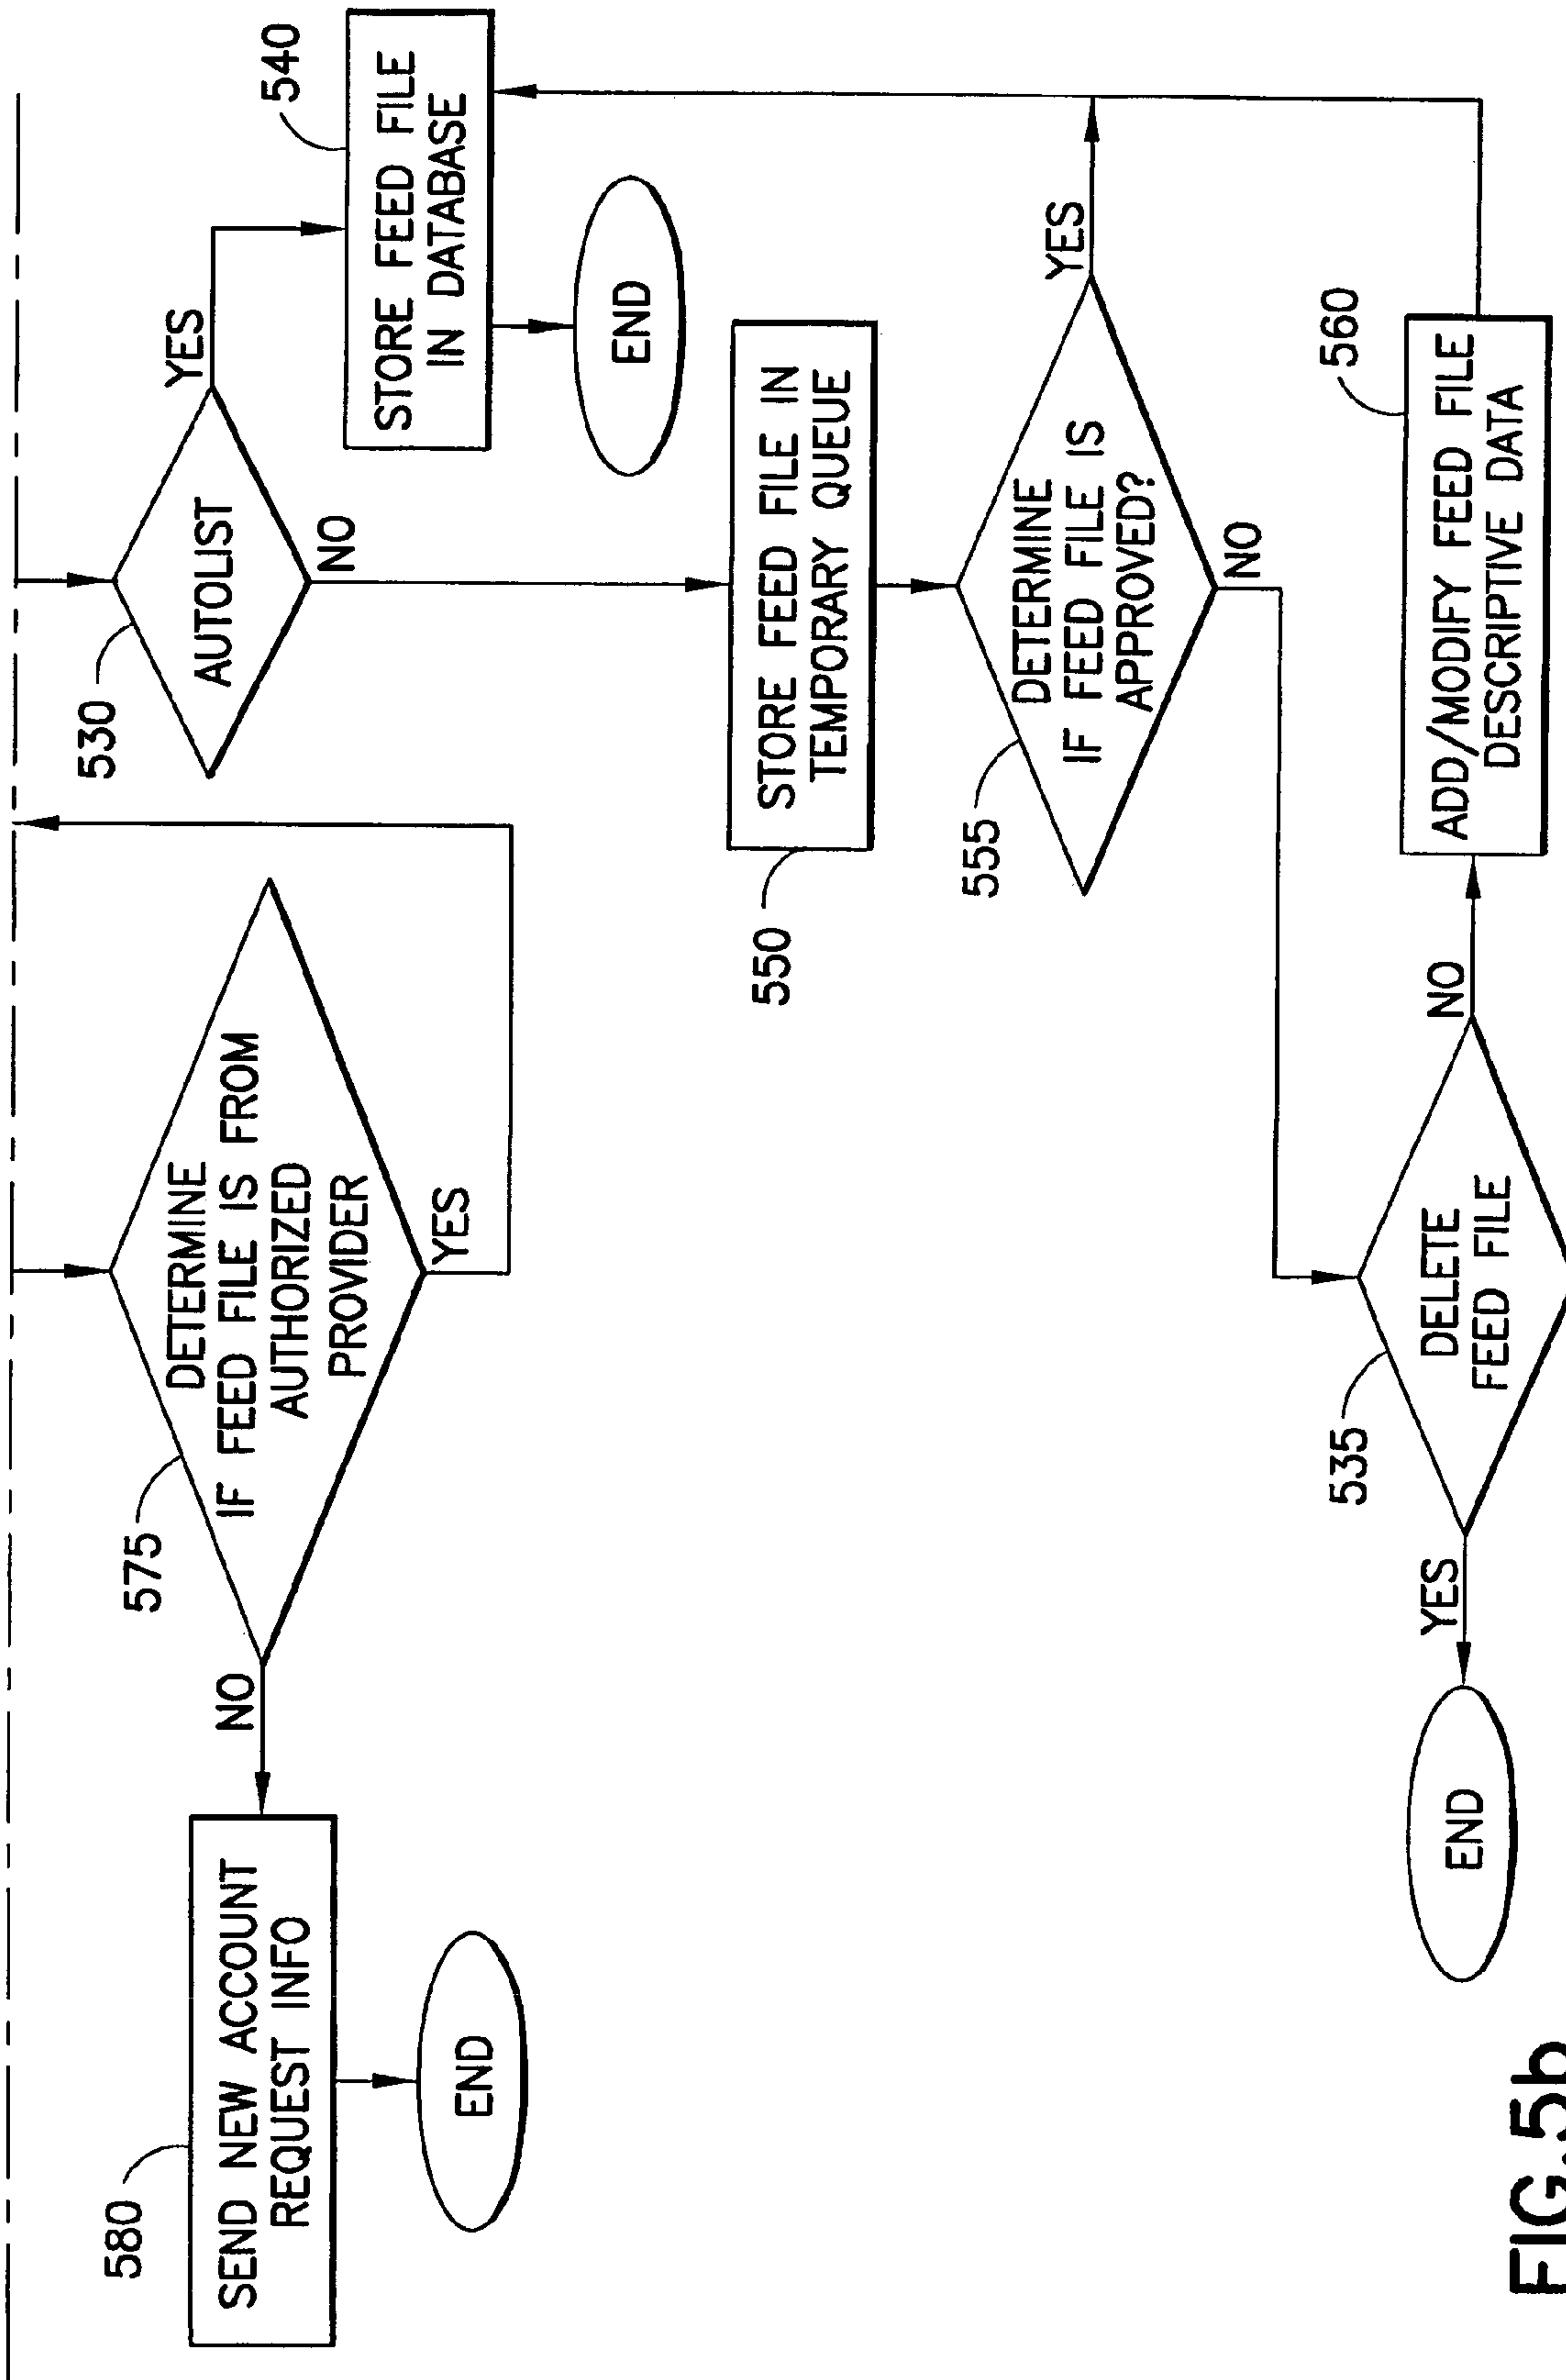 580
SEND NEW ACCOUNT
REQUEST INFO
END
NO
575
DETERMINE
IF FEED FILE IS FROM
AUTHORIZED
PROVIDER
YES
530
AUTOLIST
YES
NO
540
STORE FEED FILE
IN DATABASE
END
550
STORE FEED FILE IN
TEMPORARY QUEUE
555
DETERMINE
IF FEED FILE IS
APPROVED?
YES
NO
535
DELETE
FEED FILE
YES
END
NO
560
ADD/MODIFY FEED FILE
DESCRIPTIVE DATA
FIG.5b